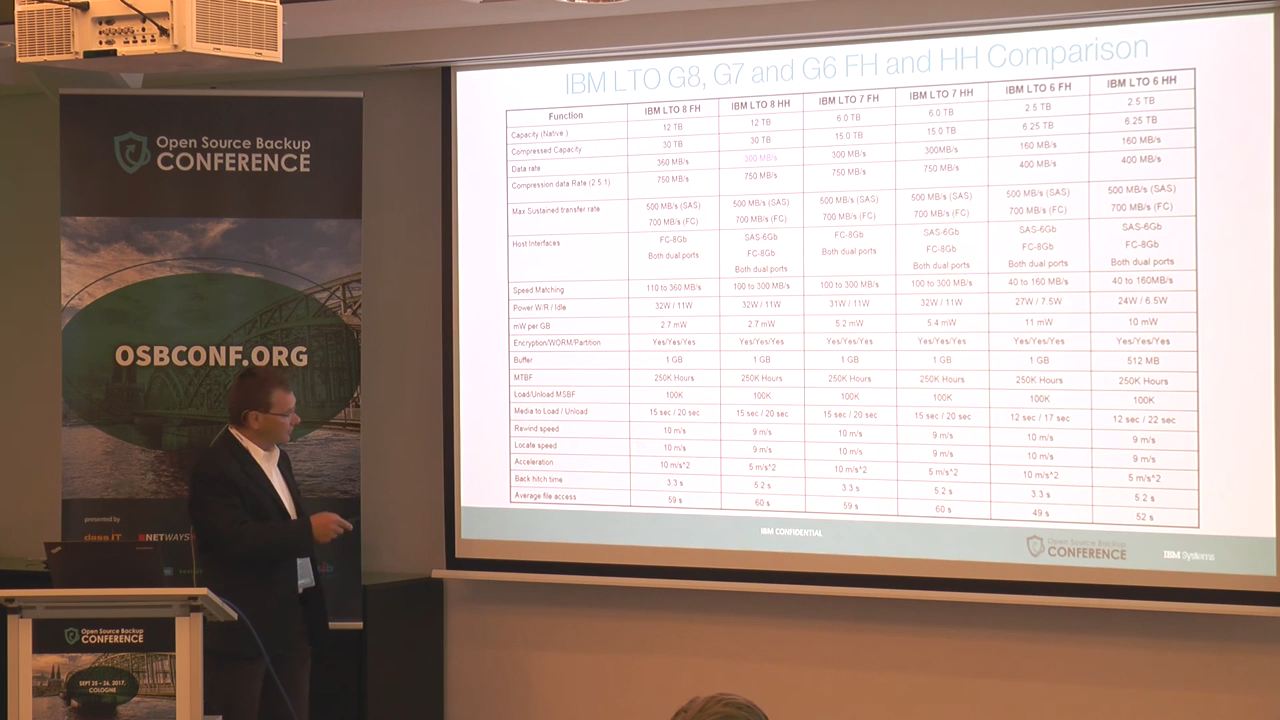 IBM LTO G8, G7 and G6 FH and HH Comparison
Function IBM LTO 8 FH IBM LTO 8 HH IBM LTO 7 FH IBM LTO 7 HH IBM LTO 6 FH IBM LTO 6 HH
Capacity (Native ) 12 TB 12 TB 6.0 TB 6.0 TB 2.5 TB 2.5 TB
Compressed Capacity 30 TB 30 TB 15.0 TB 15.0 TB 6.25 TB 6.25 TB
Data rate 360 MB/s 300 MB/s 300 MB/s 300MB/s 160 MB/s 160 MB/s
Compression data Rate (2.5:1) 750 MB/s 750 MB/s 750 MB/s 750 MB/s 400 MB/s 400 MB/s
Max Sustained transfer rate 500 MB/s (SAS) 500 MB/s (SAS) 500 MB/s (SAS) 500 MB/s (SAS) 500 MB/s (SAS) 500 MB/s (SAS)
700 MB/s (FC) 700 MB/s (FC) 700 MB/s (FC) 700 MB/s (FC) 700 MB/s (FC) 700 MB/s (FC)
Host Interfaces FC-8Gb SAS-6Gb FC-8Gb SAS-6Gb SAS-6Gb SAS-6Gb
Both dual ports FC-8Gb Both dual ports FC-8Gb FC-8Gb FC-8Gb
Both dual ports Both dual ports Both dual ports Both dual ports
Speed Matching 110 to 360 MB/s 100 to 300 MB/s 100 to 300 MB/s 100 to 300 MB/s 40 to 160 MB/s 40 to 160MB/s
Power W/R / Idle 32W / 11W 32W / 11W 31W / 11W 32W / 11W 27W / 7.5W 24W / 6.5W
mW per GB 2.7 mW 2.7 mW 5.2 mW 5.4 mW 11 mW 10 mW
Encryption/WORM/Partition Yes/Yes/Yes Yes/Yes/Yes Yes/Yes/Yes Yes/Yes/Yes Yes/Yes/Yes Yes/Yes/Yes
Buffer 1 GB 1 GB 1 GB 1 GB 1 GB 512 MB
MTBF 250K Hours 250K Hours 250K Hours 250K Hours 250K Hours 250K Hours
Load/Unload MSBF 100K 100K 100K 100K 100K 100K
Media to Load / Unload 15 sec / 20 sec 15 sec / 20 sec 15 sec / 20 sec 15 sec / 20 sec 12 sec / 17 sec 12 sec / 22 sec
Rewind speed 10 m/s 9 m/s 10 m/s 9 m/s 10 m/s 9 m/s
Locate speed 10 m/s 9 m/s 10 m/s 9 m/s 10 m/s 9 m/s
Acceleration 10 m/s^2 5 m/s^2 10 m/s^2 5 m/s^2 10 m/s^2 5 m/s^2
Back hitch time 3.3 s 5.2 s 3.3 s 5.2 s 3.3 s 5.2 s
Average file access 59 s 60 s 59 s 60 s 49 s 52 s
IBM CONFIDENTIAL
Open Source Backup
CONFERENCE
IBM Systems
Open Source Backup
CONFERENCE
OSBCONF.ORG
presented by
dass IT NETWAYS
Open Source Backup
CONFERENCE
SEPT 25 - 26, 2017,
COLOGNE